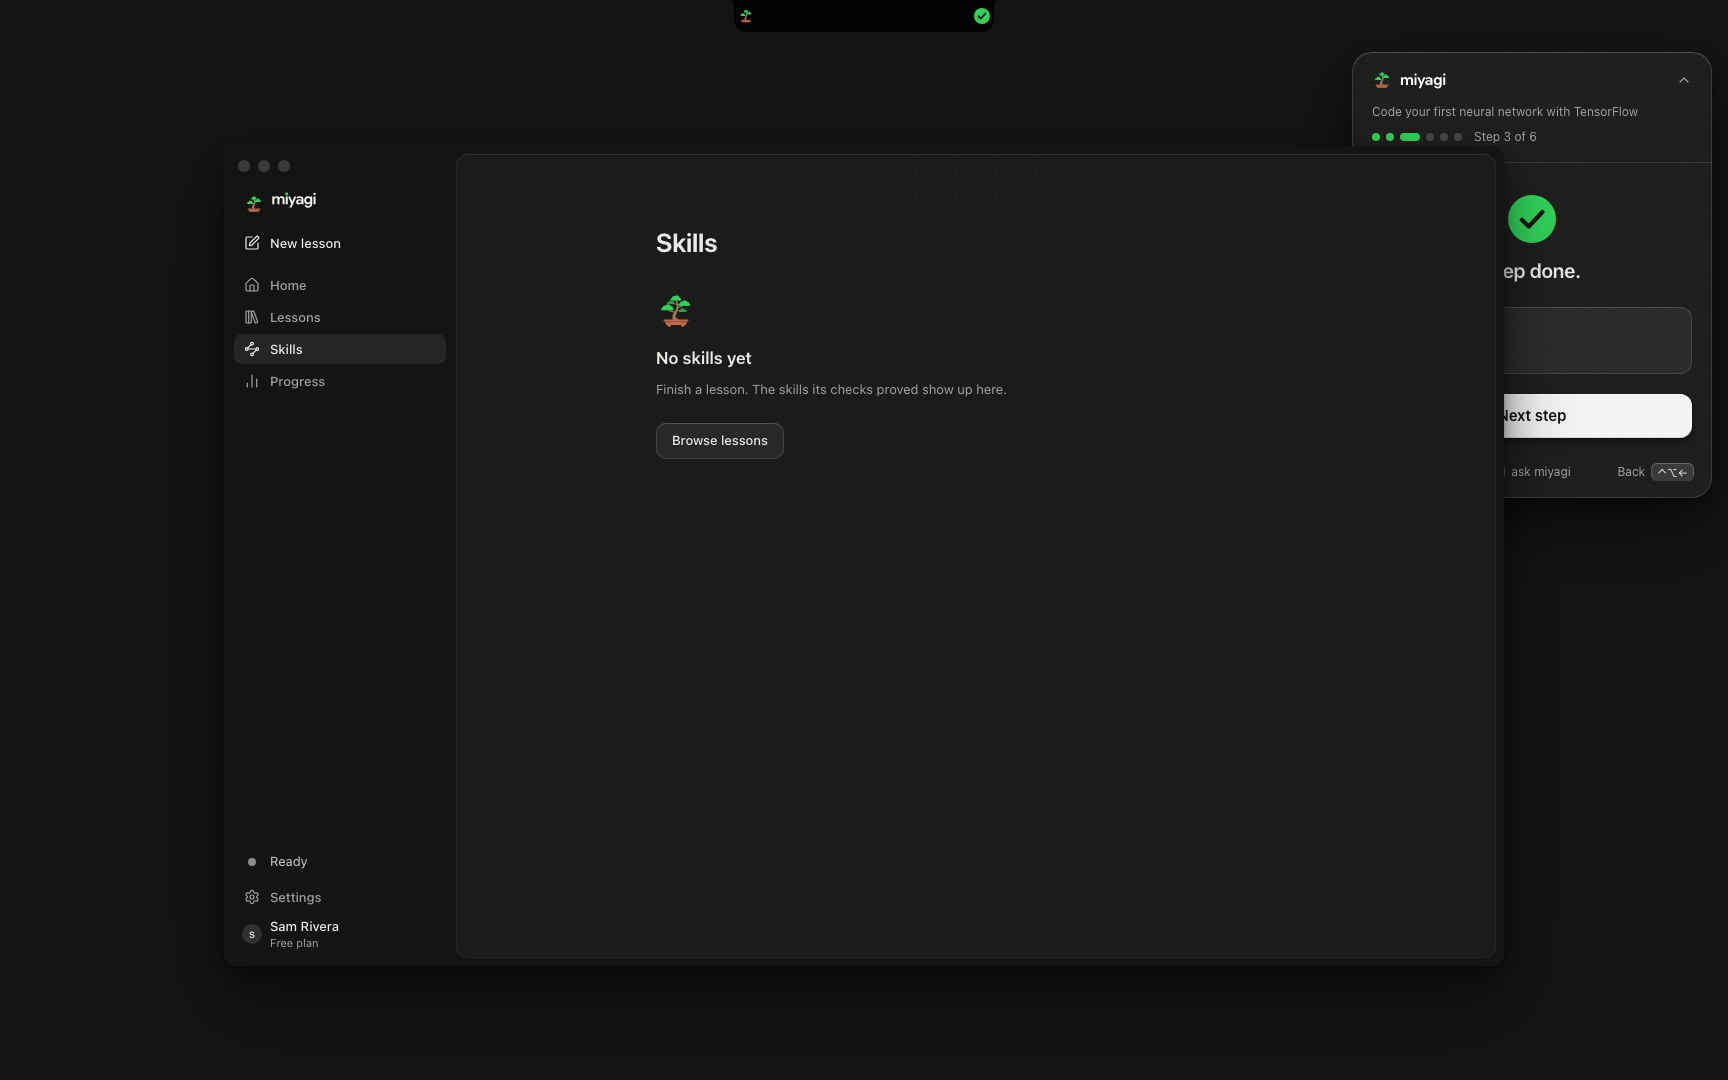 miyagi
Code your first neural network with TensorFlow
Step 3 of 6
miyagi
New lesson
Home
Lessons
Skills
Progress
Skills
No skills yet
Finish a lesson. The skills its checks proved show up here.
Browse lessons
ep done.
Next step
ask miyagi
Back ^⌥←
Ready
Settings
S
Sam Rivera
Free plan